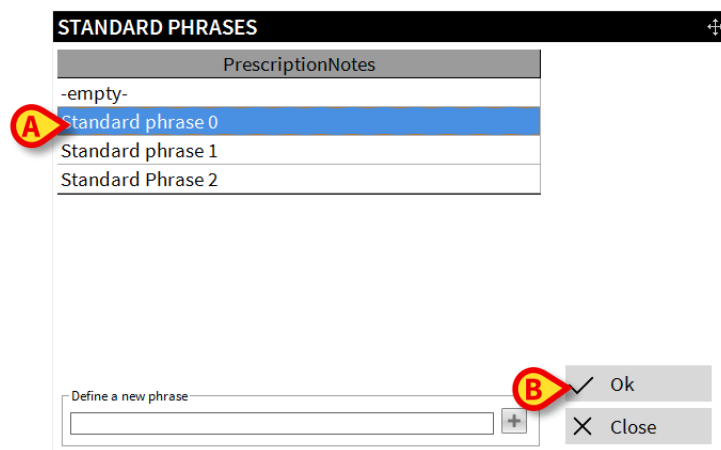 STANDARD PHRASES
PrescriptionNotes
-empty-
A
Standard phrase 0
Standard phrase 1
Standard Phrase 2
B
Ok
Define a new phrase
+
Close